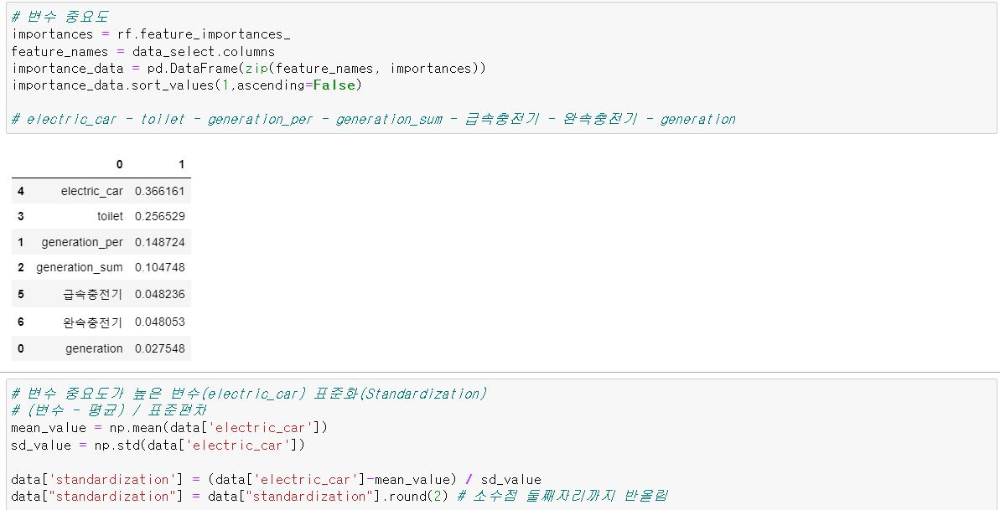 # 변수 중요도
importances = rf.feature_importances_
feature_names = data_select.columns
importance_data = pd.DataFrame(zip(feature_names, importances))
importance_data.sort_values(1,ascending=False)
# electric_car - toilet - generation_per - generation_sum - 급속충전기 - 완속충전기 - generation
0 1
4 electric_car 0.366161
3 toilet 0.256529
1 generation_per 0.148724
2 generation_sum 0.104748
5 급속충전기 0.048236
6 완속충전기 0.048053
0 generation 0.027548
# 변수 중요도가 높은 변수(electric_car) 표준화(Standardization)
# (변수 - 평균) / 표준편차
mean_value = np.mean(data['electric_car'])
sd_value = np.std(data['electric_car'])
data['standardization'] = (data['electric_car']-mean_value) / sd_value
data["standardization"] = data["standardization"].round(2) # 소수점 둘째자리까지 반올림